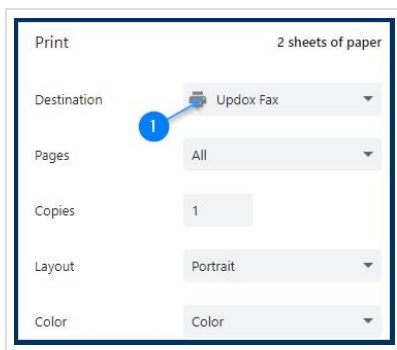 Print 2 sheets of paper
Destination Updox Fax
1
Pages All
Copies 1
Layout Portrait
Color Color